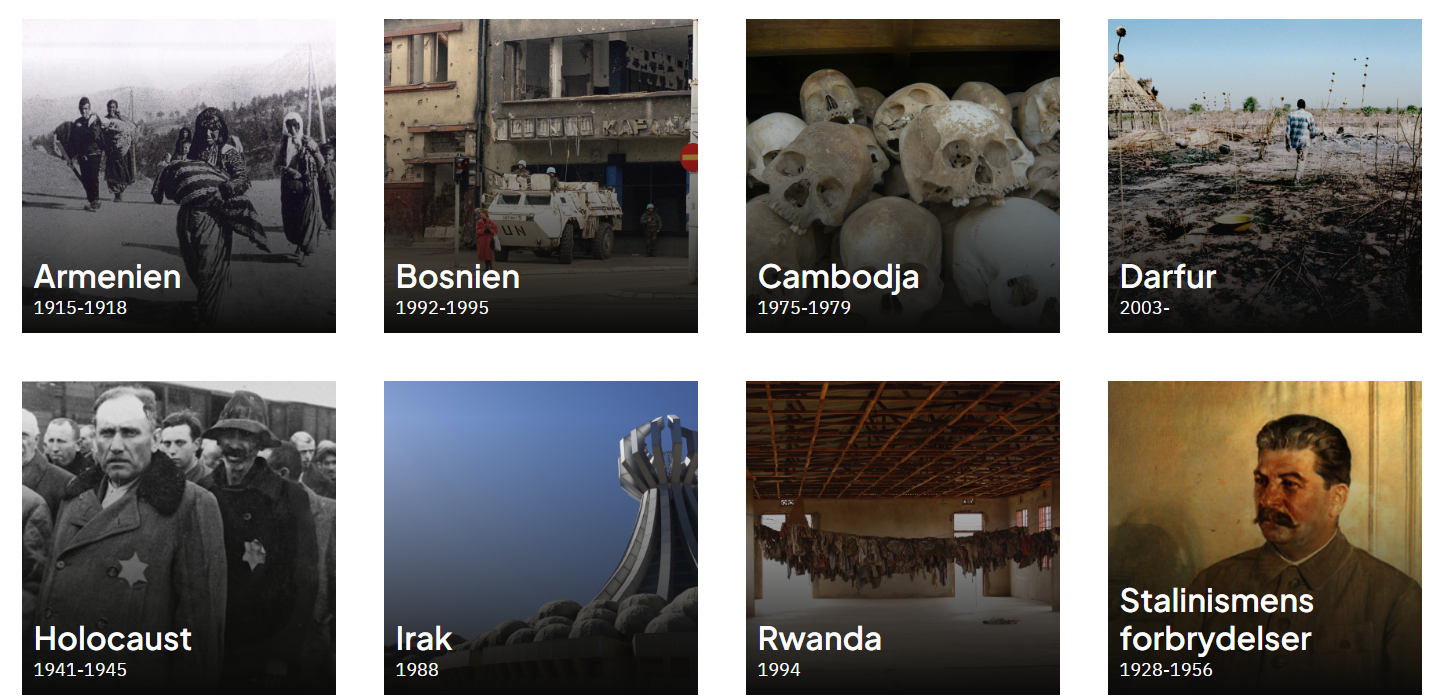 Armenien
1915-1918
Bosnien
1992-1995
Cambodja
1975-1979
Darfur
2003-
UN
Holocaust
1941-1945
Irak
1988
Rwanda
1994
Stalinismens
forbrydelser
1928-1956